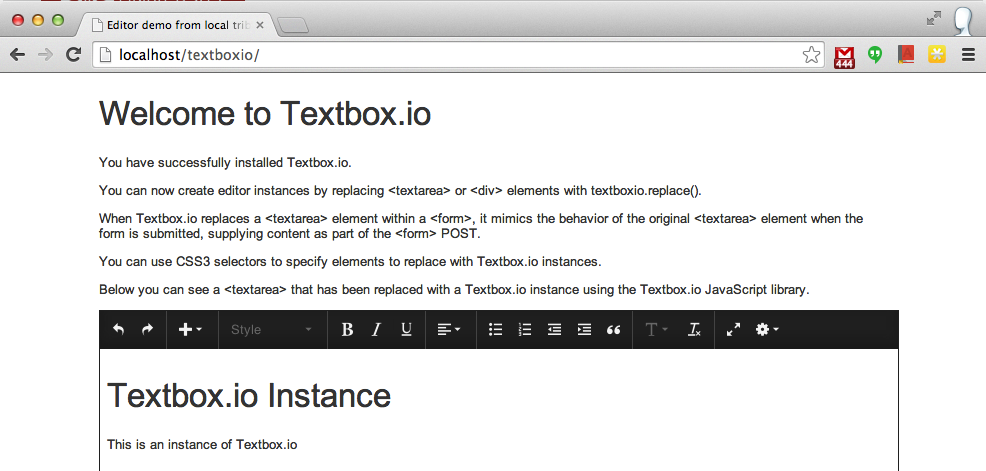 Editor demo from local trib
localhost/textboxio/
444
Welcome to Textbox.io
You have successfully installed Textbox.io.
You can now create editor instances by replacing <textarea> or <div> elements with textboxio.replace().
When Textbox.io replaces a <textarea> element within a <form>, it mimics the behavior of the original <textarea> element when the
form is submitted, supplying content as part of the <form> POST.
You can use CSS3 selectors to specify elements to replace with Textbox.io instances.
Below you can see a <textarea> that has been replaced with a Textbox.io instance using the Textbox.io JavaScript library.
Style B I U T Tx
Textbox.io Instance
This is an instance of Textbox.io